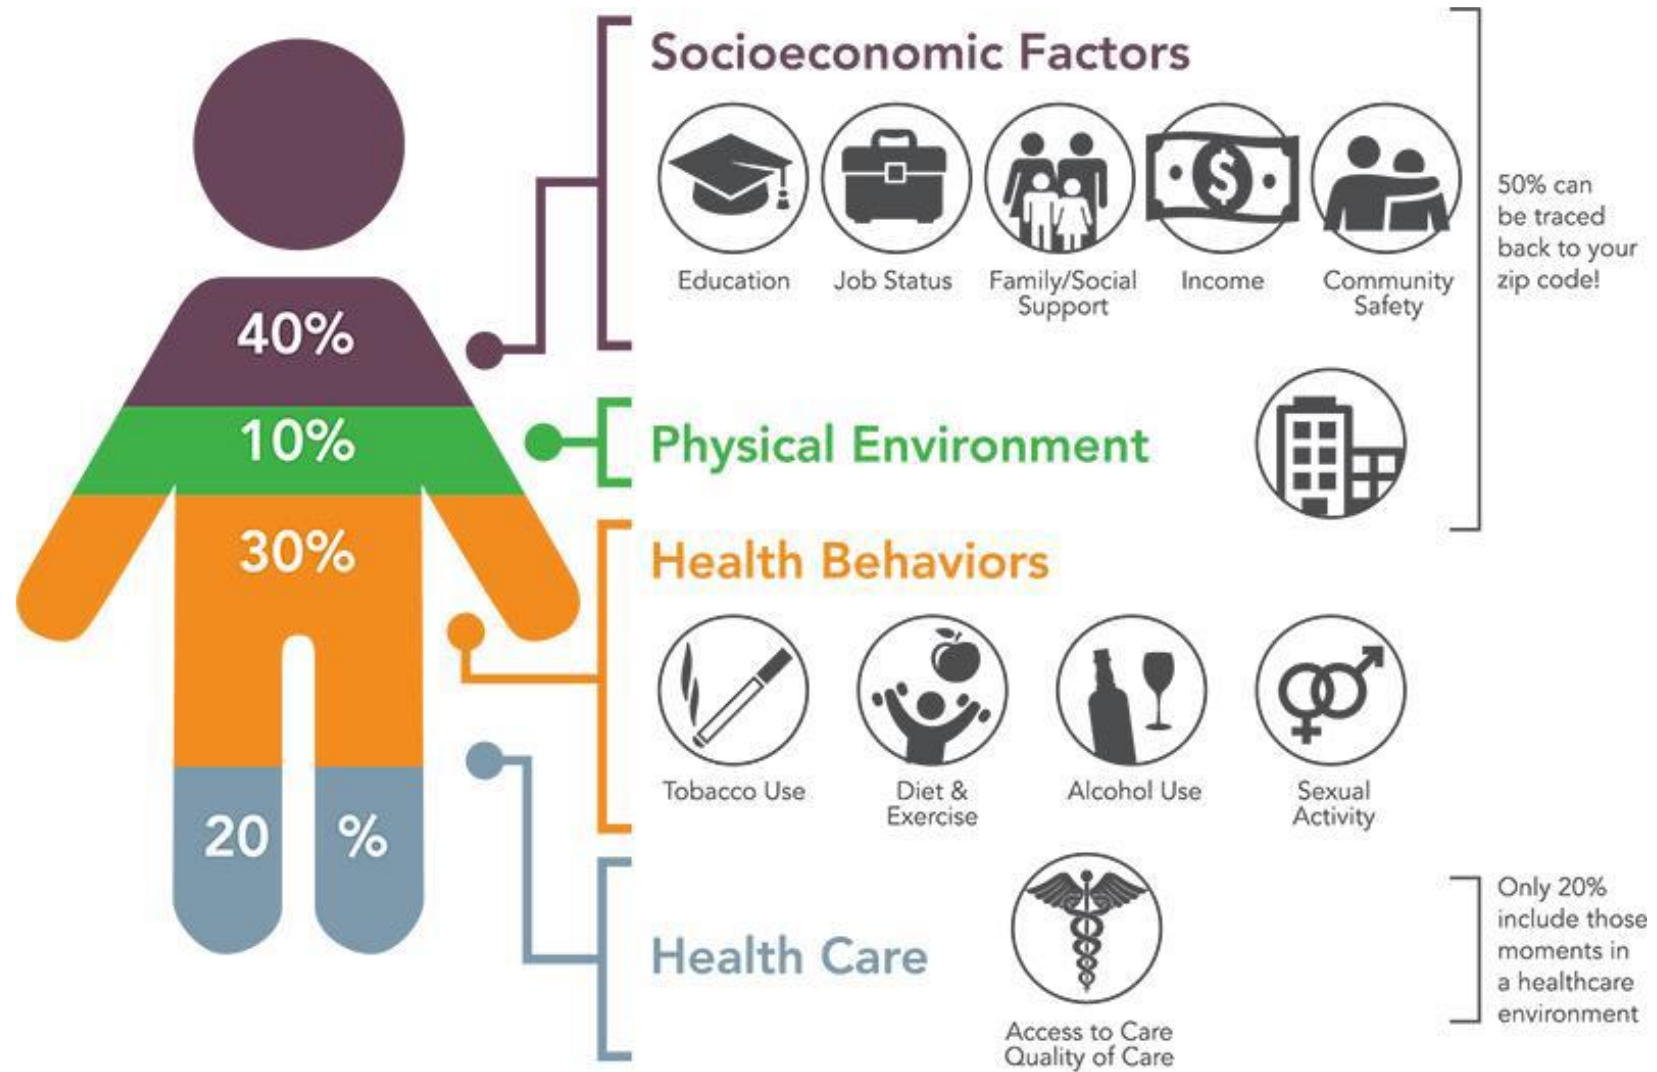 Socioeconomic Factors
Education
Job Status
Family/Social
Support
Income
Community
Safety
50% can
be traced
back to your
zip code!
40%
10%
Physical Environment
30%
Health Behaviors
Tobacco Use
Diet &
Exercise
Alcohol Use
Sexual
Activity
20 %
Health Care
Access to Care
Quality of Care
Only 20%
include those
moments in
a healthcare
environment